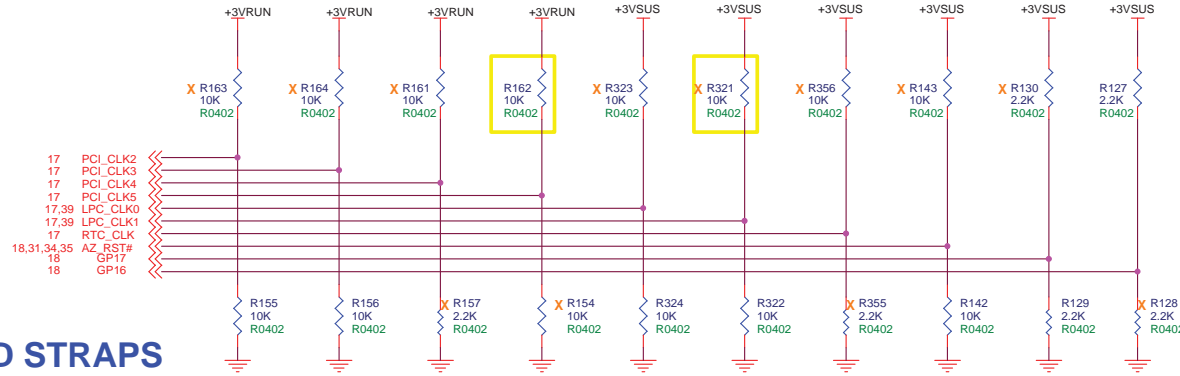 +3VRUN +3VRUN +3VRUN +3VRUN +3VSUS +3VSUS +3VSUS +3VSUS +3VSUS +3VSUS
X R163 X R164 X R161 R162 X R323 X R321 X R356 X R143 X R130 R127
10K 10K 10K 10K 10K 10K 10K 10K 2.2K 2.2K
R0402 R0402 R0402 R0402 R0402 R0402 R0402 R0402 R0402 R0402
17 PCI_CLK2
17 PCI_CLK3
17 PCI_CLK4
17 PCI_CLK5
17,39 LPC_CLK0
17,39 LPC_CLK1
17 RTC_CLK
18,31,34,35 AZ_RST#
18 GP17
18 GP16
R155 R156 X R157 X R154 R324 R322 X R355 R142 R129 X R128
10K 10K 2.2K 10K 10K 10K 2.2K 10K 2.2K 2.2K
R0402 R0402 R0402 R0402 R0402 R0402 R0402 R0402 R0402 R0402
D STRAPS